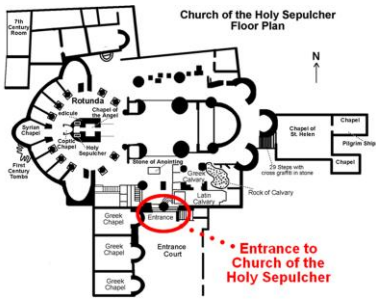 Church of the Holy Sepulcher
Floor Plan
7th
Century
Room
N
Rotunda
Chapel of
the Angel
edicule
Syrian
Chapel
Coptic
Chapel
Holy
Sepulcher
First
Century
Tombs
Stone of Anointing
Greek
Calvary
Latin
Calvary
Rock of Calvary
29 Steps with
cross graffiti in stone
Chapel
Chapel of
St. Helen
Pilgrim Ship
Chapel
Greek
Chapel
Greek
Chapel
Greek
Chapel
Entrance
Entrance
Court
Entrance to
Church of the
Holy Sepulcher